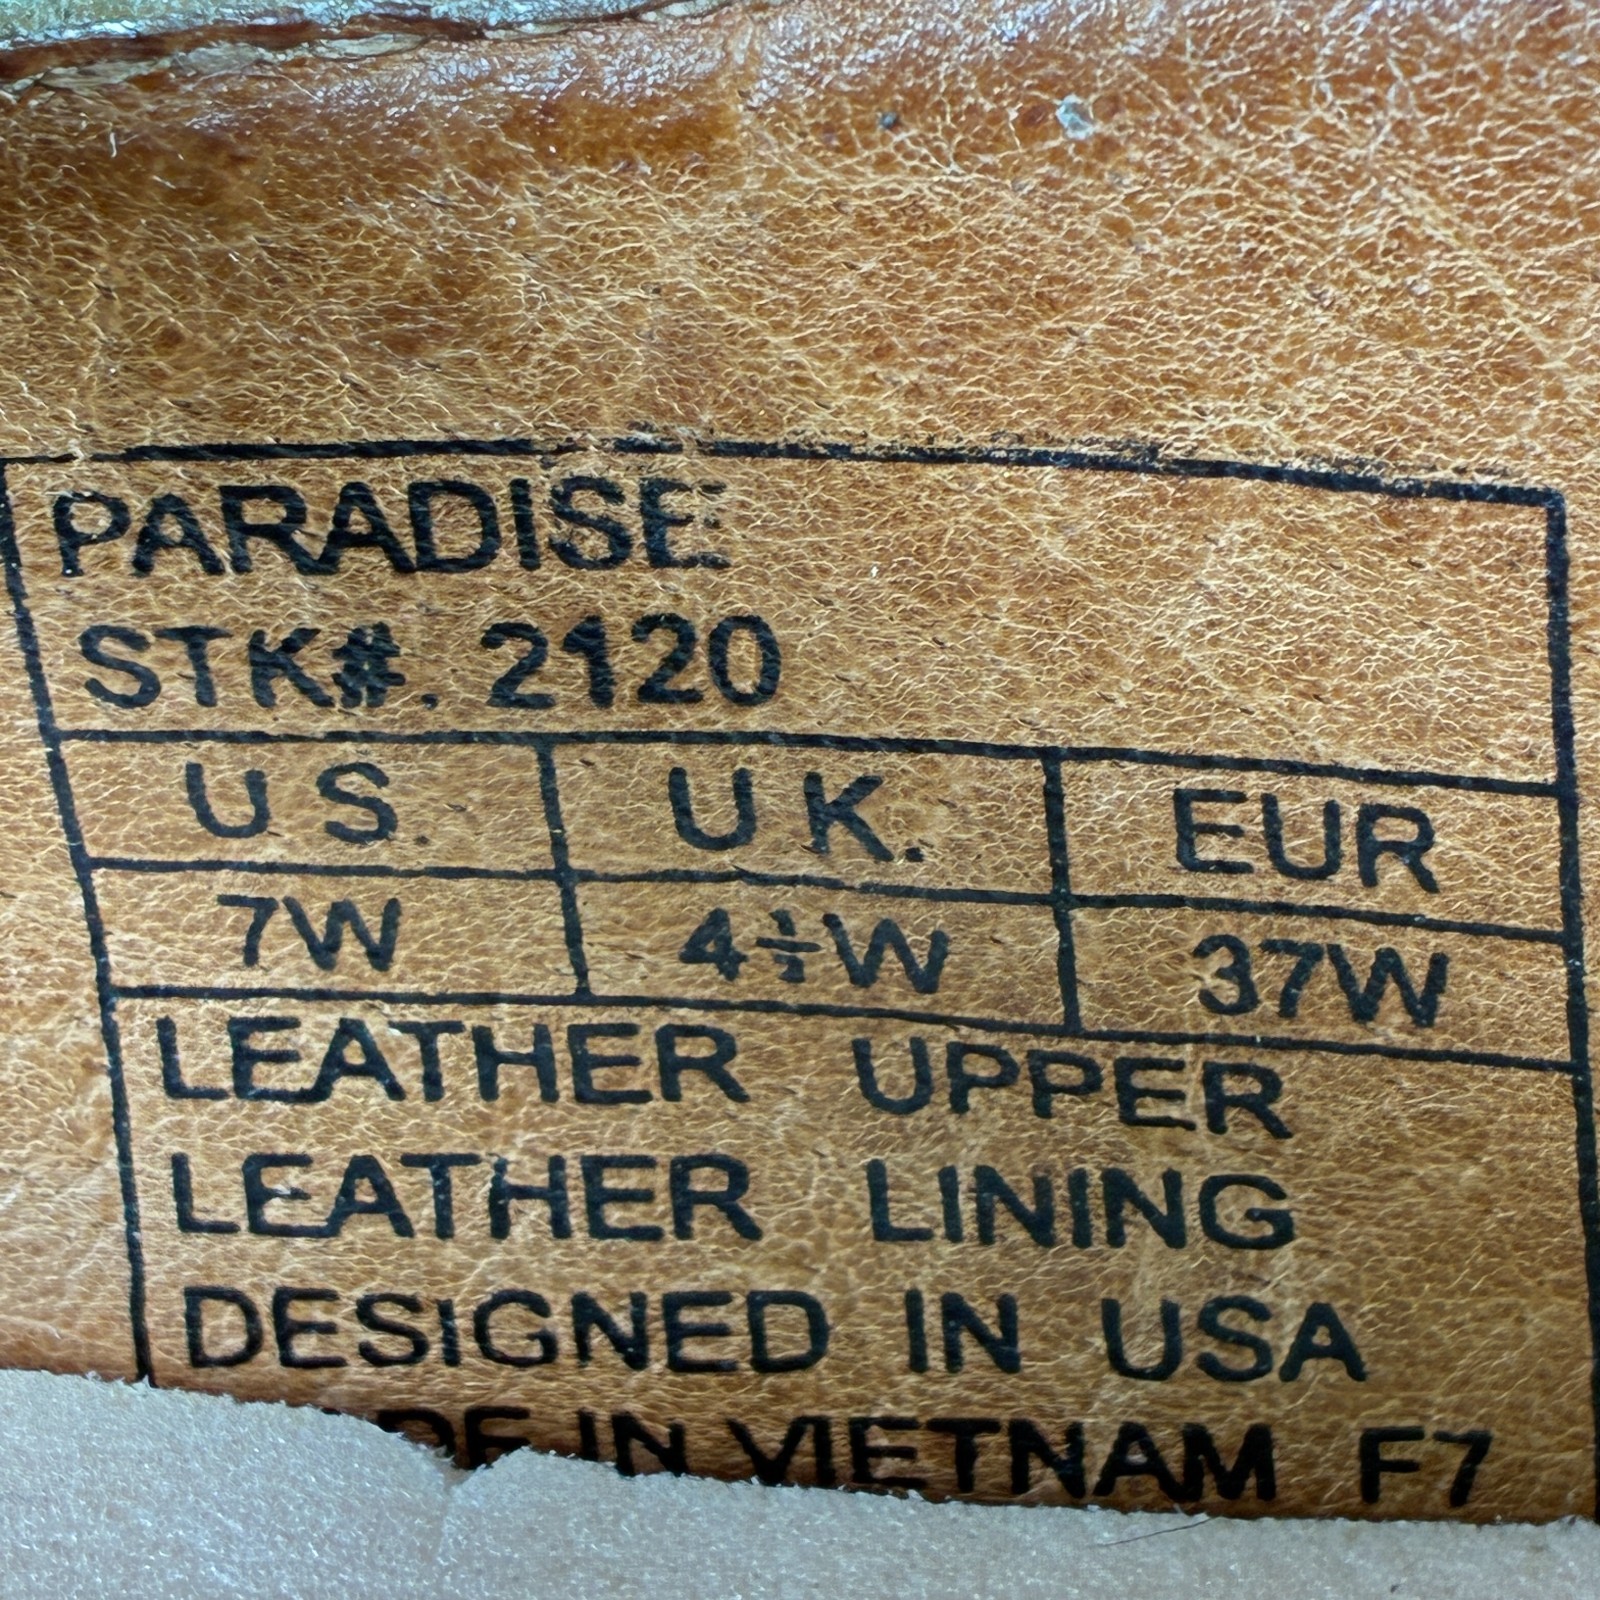 PARADISE
STK#. 2120
U S. U K. EUR
7W 4½W 37W
LEATHER UPPER
LEATHER LINING
DESIGNED IN USA
IN VIETNAM F7